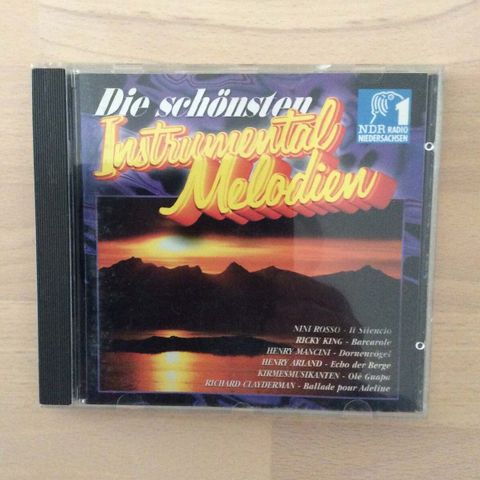 Die schönsten
Instrumental
Melodien
NDR RADIO
NIEDERSACHSEN
1
NINI ROSSO - Il Silencio
RICKY KING - Barcarole
HENRY MANCINI - Dornenvögel
HENRY ARLAND - Echo der Berge
KIRMESMUSIKANTEN - Olé Guapa
RICHARD CLAYDERMAN - Ballade pour Adeline